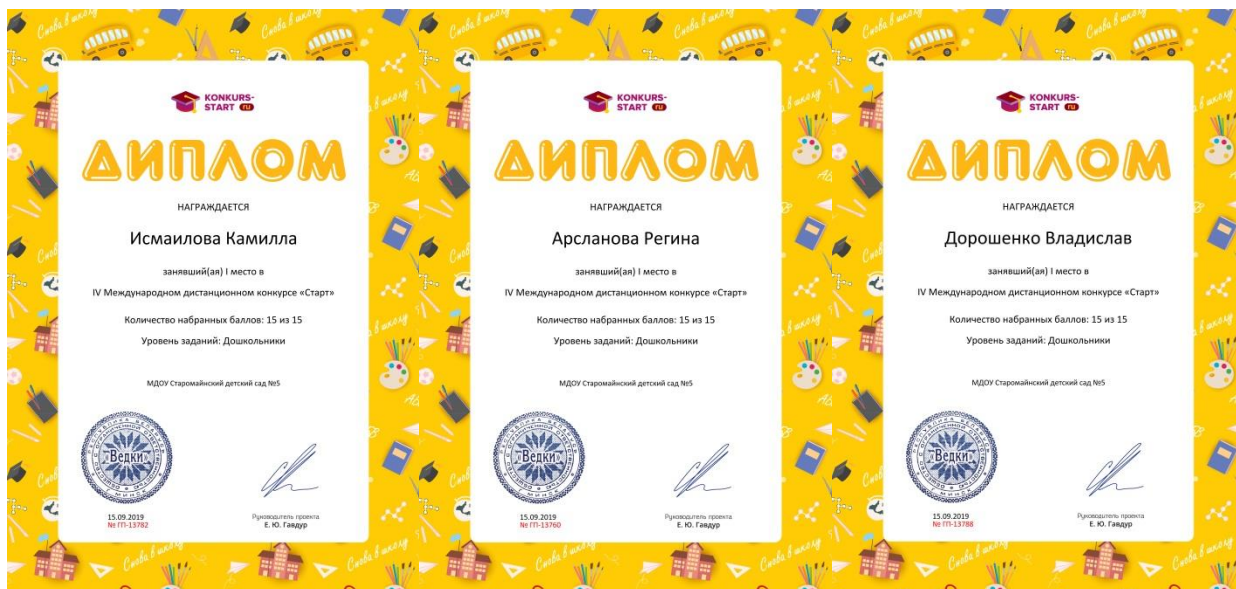 KONKURS-
START ru
ДИПЛОМ
НАГРАЖДАЕТСЯ
Исмаилова Камилла
занявший(ая) I место в
IV Международном дистанционном конкурсе «Старт»
Количество набранных баллов: 15 из 15
Уровень заданий: Дошкольники
МДОУ Старомайнский детский сад №5
«Ведки»
15.09.2019
№ ГП-13782
Руководитель проекта
Е. Ю. Гавдур
KONKURS-
START ru
ДИПЛОМ
НАГРАЖДАЕТСЯ
Арсланова Регина
занявший(ая) I место в
IV Международном дистанционном конкурсе «Старт»
Количество набранных баллов: 15 из 15
Уровень заданий: Дошкольники
МДОУ Старомайнский детский сад №5
«Ведки»
15.09.2019
№ ГП-13760
Руководитель проекта
Е. Ю. Гавдур
KONKURS-
START ru
ДИПЛОМ
НАГРАЖДАЕТСЯ
Дорошенко Владислав
занявший(ая) I место в
IV Международном дистанционном конкурсе «Старт»
Количество набранных баллов: 15 из 15
Уровень заданий: Дошкольники
МДОУ Старомайнский детский сад №5
«Ведки»
15.09.2019
№ ГП-13788
Руководитель проекта
Е. Ю. Гавдур
Снова в школу